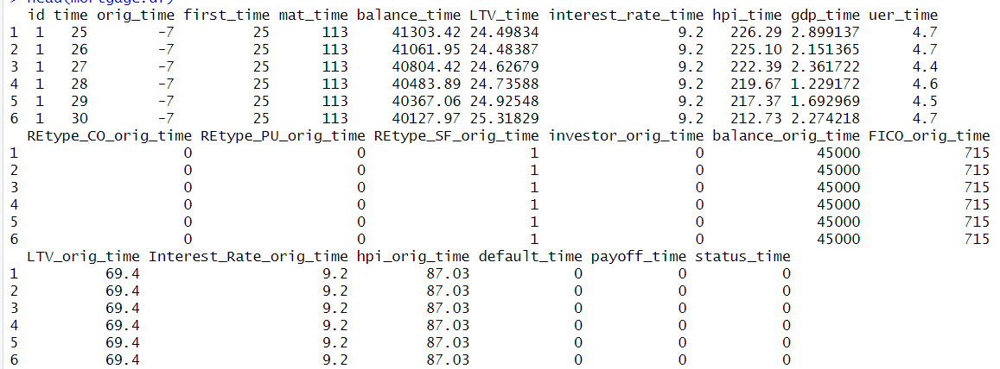 > head(mortgage.df)
  id time orig_time first_time mat_time balance_time LTV_time interest_rate_time hpi_time gdp_time uer_time
1  1   25        -7         25      113     41303.42 24.49834                9.2   226.29 2.899137      4.7
2  1   26        -7         25      113     41061.95 24.48387                9.2   225.10 2.151365      4.7
3  1   27        -7         25      113     40804.42 24.62679                9.2   222.39 2.361722      4.4
4  1   28        -7         25      113     40483.89 24.73588                9.2   219.67 1.229172      4.6
5  1   29        -7         25      113     40367.06 24.92548                9.2   217.37 1.692969      4.5
6  1   30        -7         25      113     40127.97 25.31829                9.2   212.73 2.274218      4.7
  REtype_CO_orig_time REtype_PU_orig_time REtype_SF_orig_time investor_orig_time balance_orig_time FICO_orig_time
1                   0                   0                   1                  0             45000            715
2                   0                   0                   1                  0             45000            715
3                   0                   0                   1                  0             45000            715
4                   0                   0                   1                  0             45000            715
5                   0                   0                   1                  0             45000            715
6                   0                   0                   1                  0             45000            715
  LTV_orig_time Interest_Rate_orig_time hpi_orig_time default_time payoff_time status_time
1          69.4                     9.2         87.03            0           0           0
2          69.4                     9.2         87.03            0           0           0
3          69.4                     9.2         87.03            0           0           0
4          69.4                     9.2         87.03            0           0           0
5          69.4                     9.2         87.03            0           0           0
6          69.4                     9.2         87.03            0           0           0